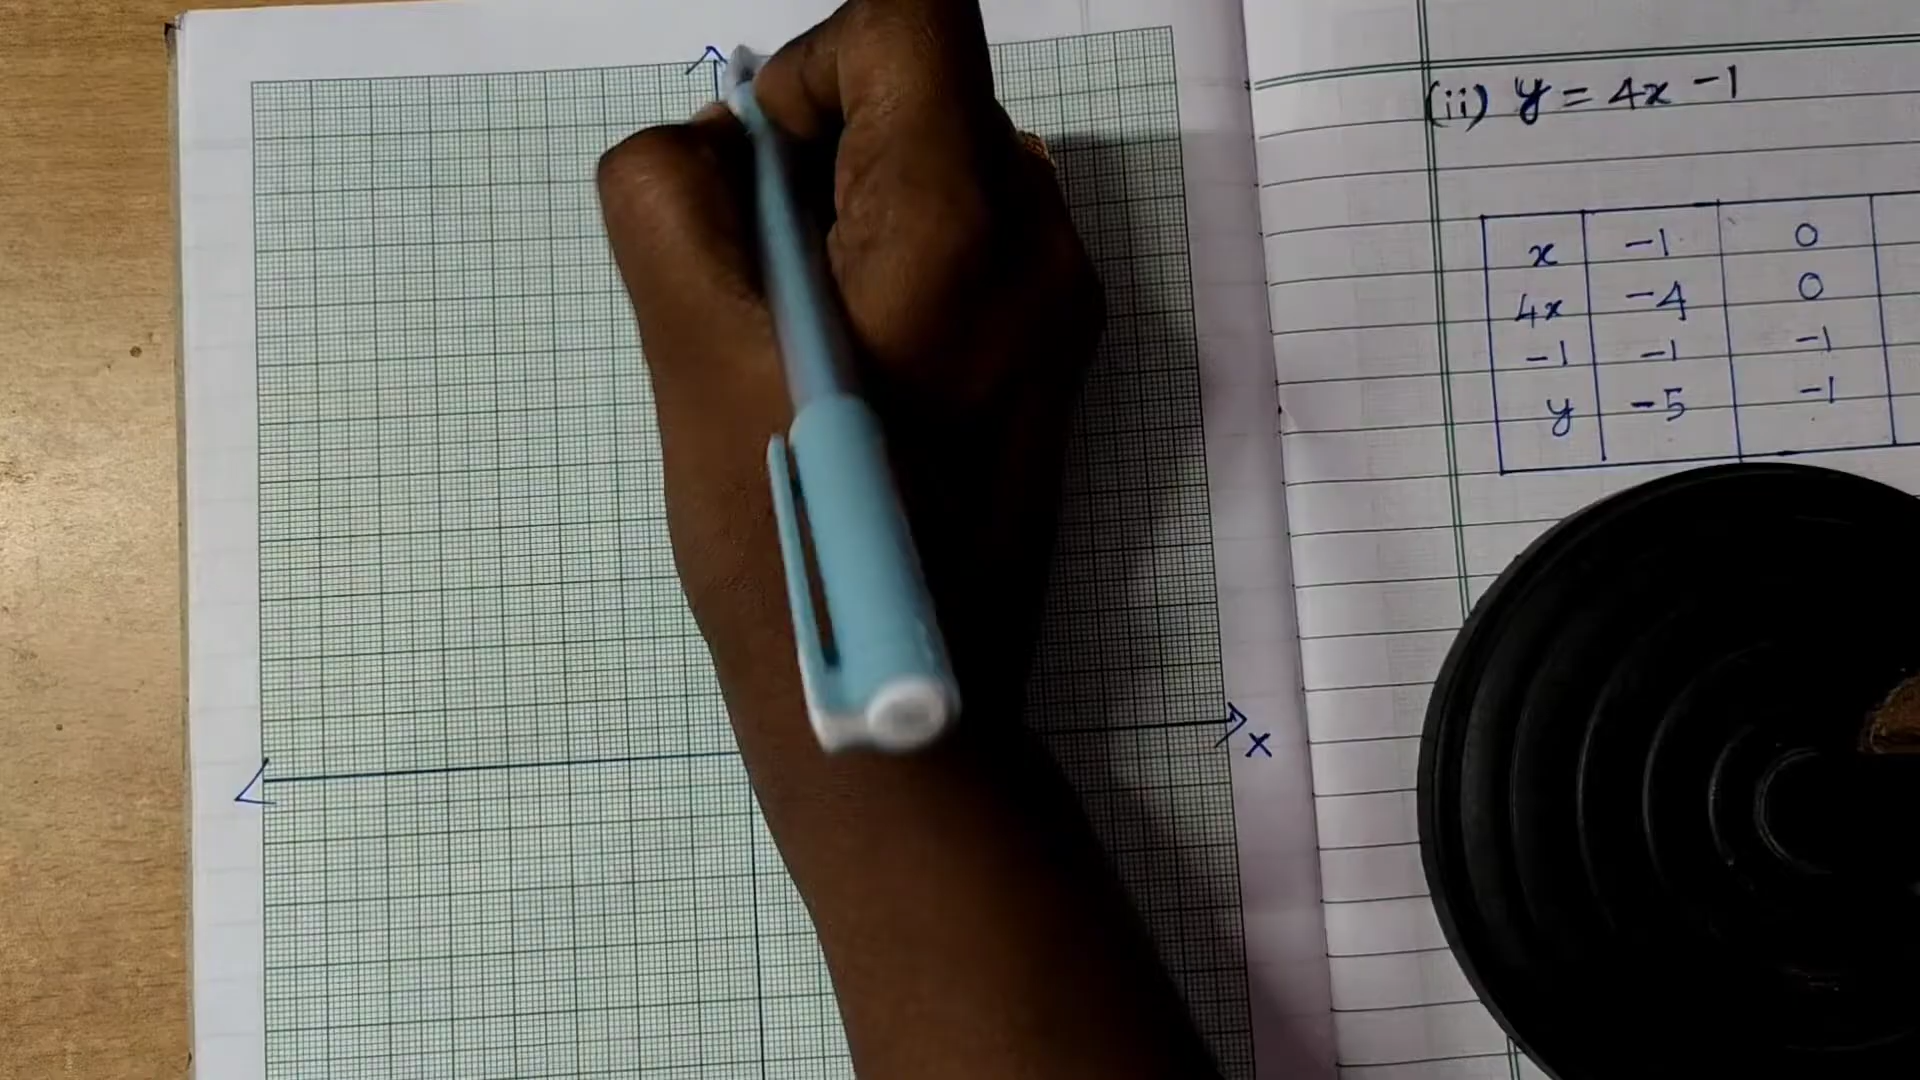 (ii) y = 4x -1
x -1 0
4x -4 0
-1 -1 -1
y -5 -1
X